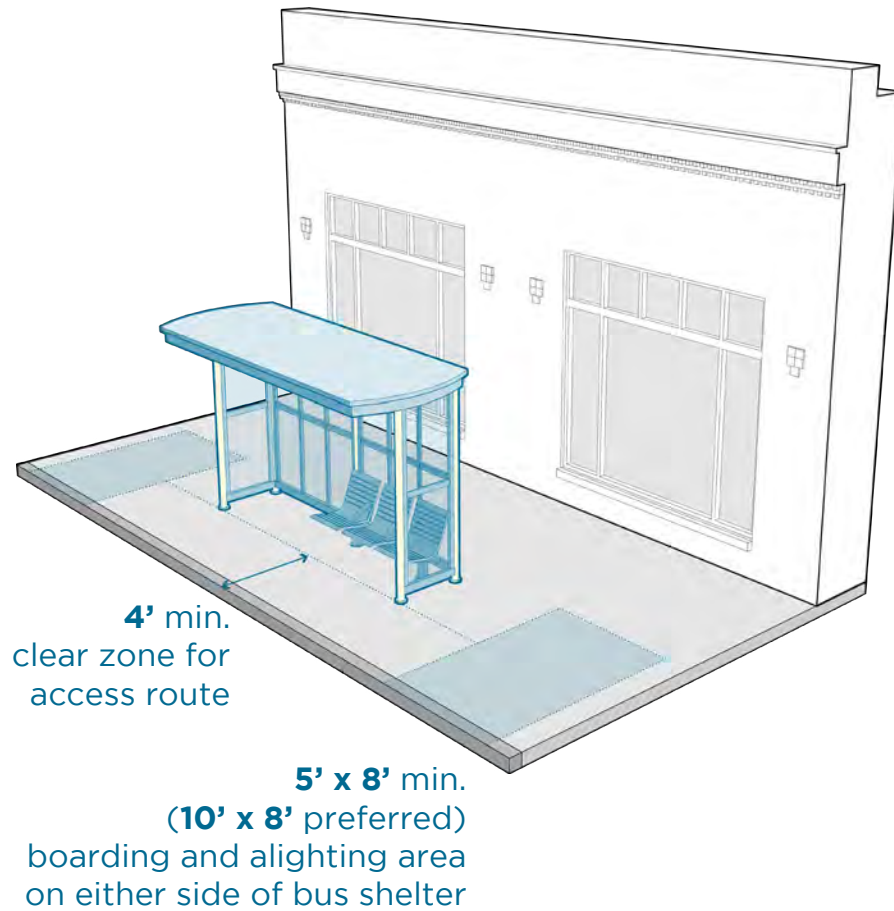 4’ min.
clear zone for
access route
5’ x 8’ min.
(10’ x 8’ preferred)
boarding and alighting area
on either side of bus shelter